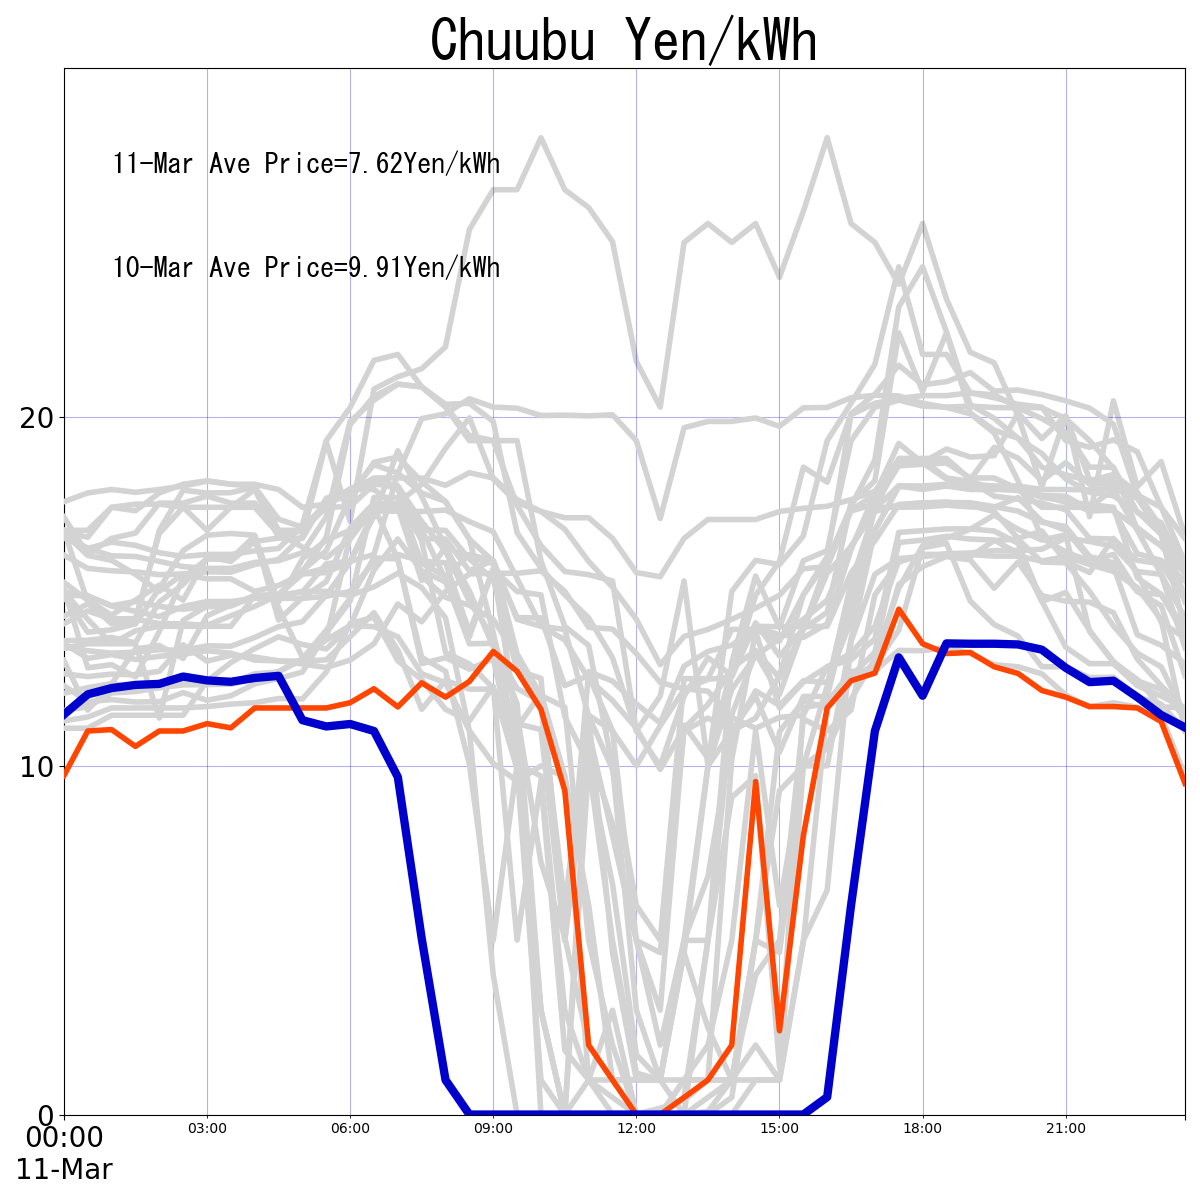 Chuubu Yen/kWh
11-Mar Ave Price=7.62Yen/kWh
10-Mar Ave Price=9.91Yen/kWh
20
10
0
00:00 03:00 06:00 09:00 12:00 15:00 18:00 21:00
11-Mar